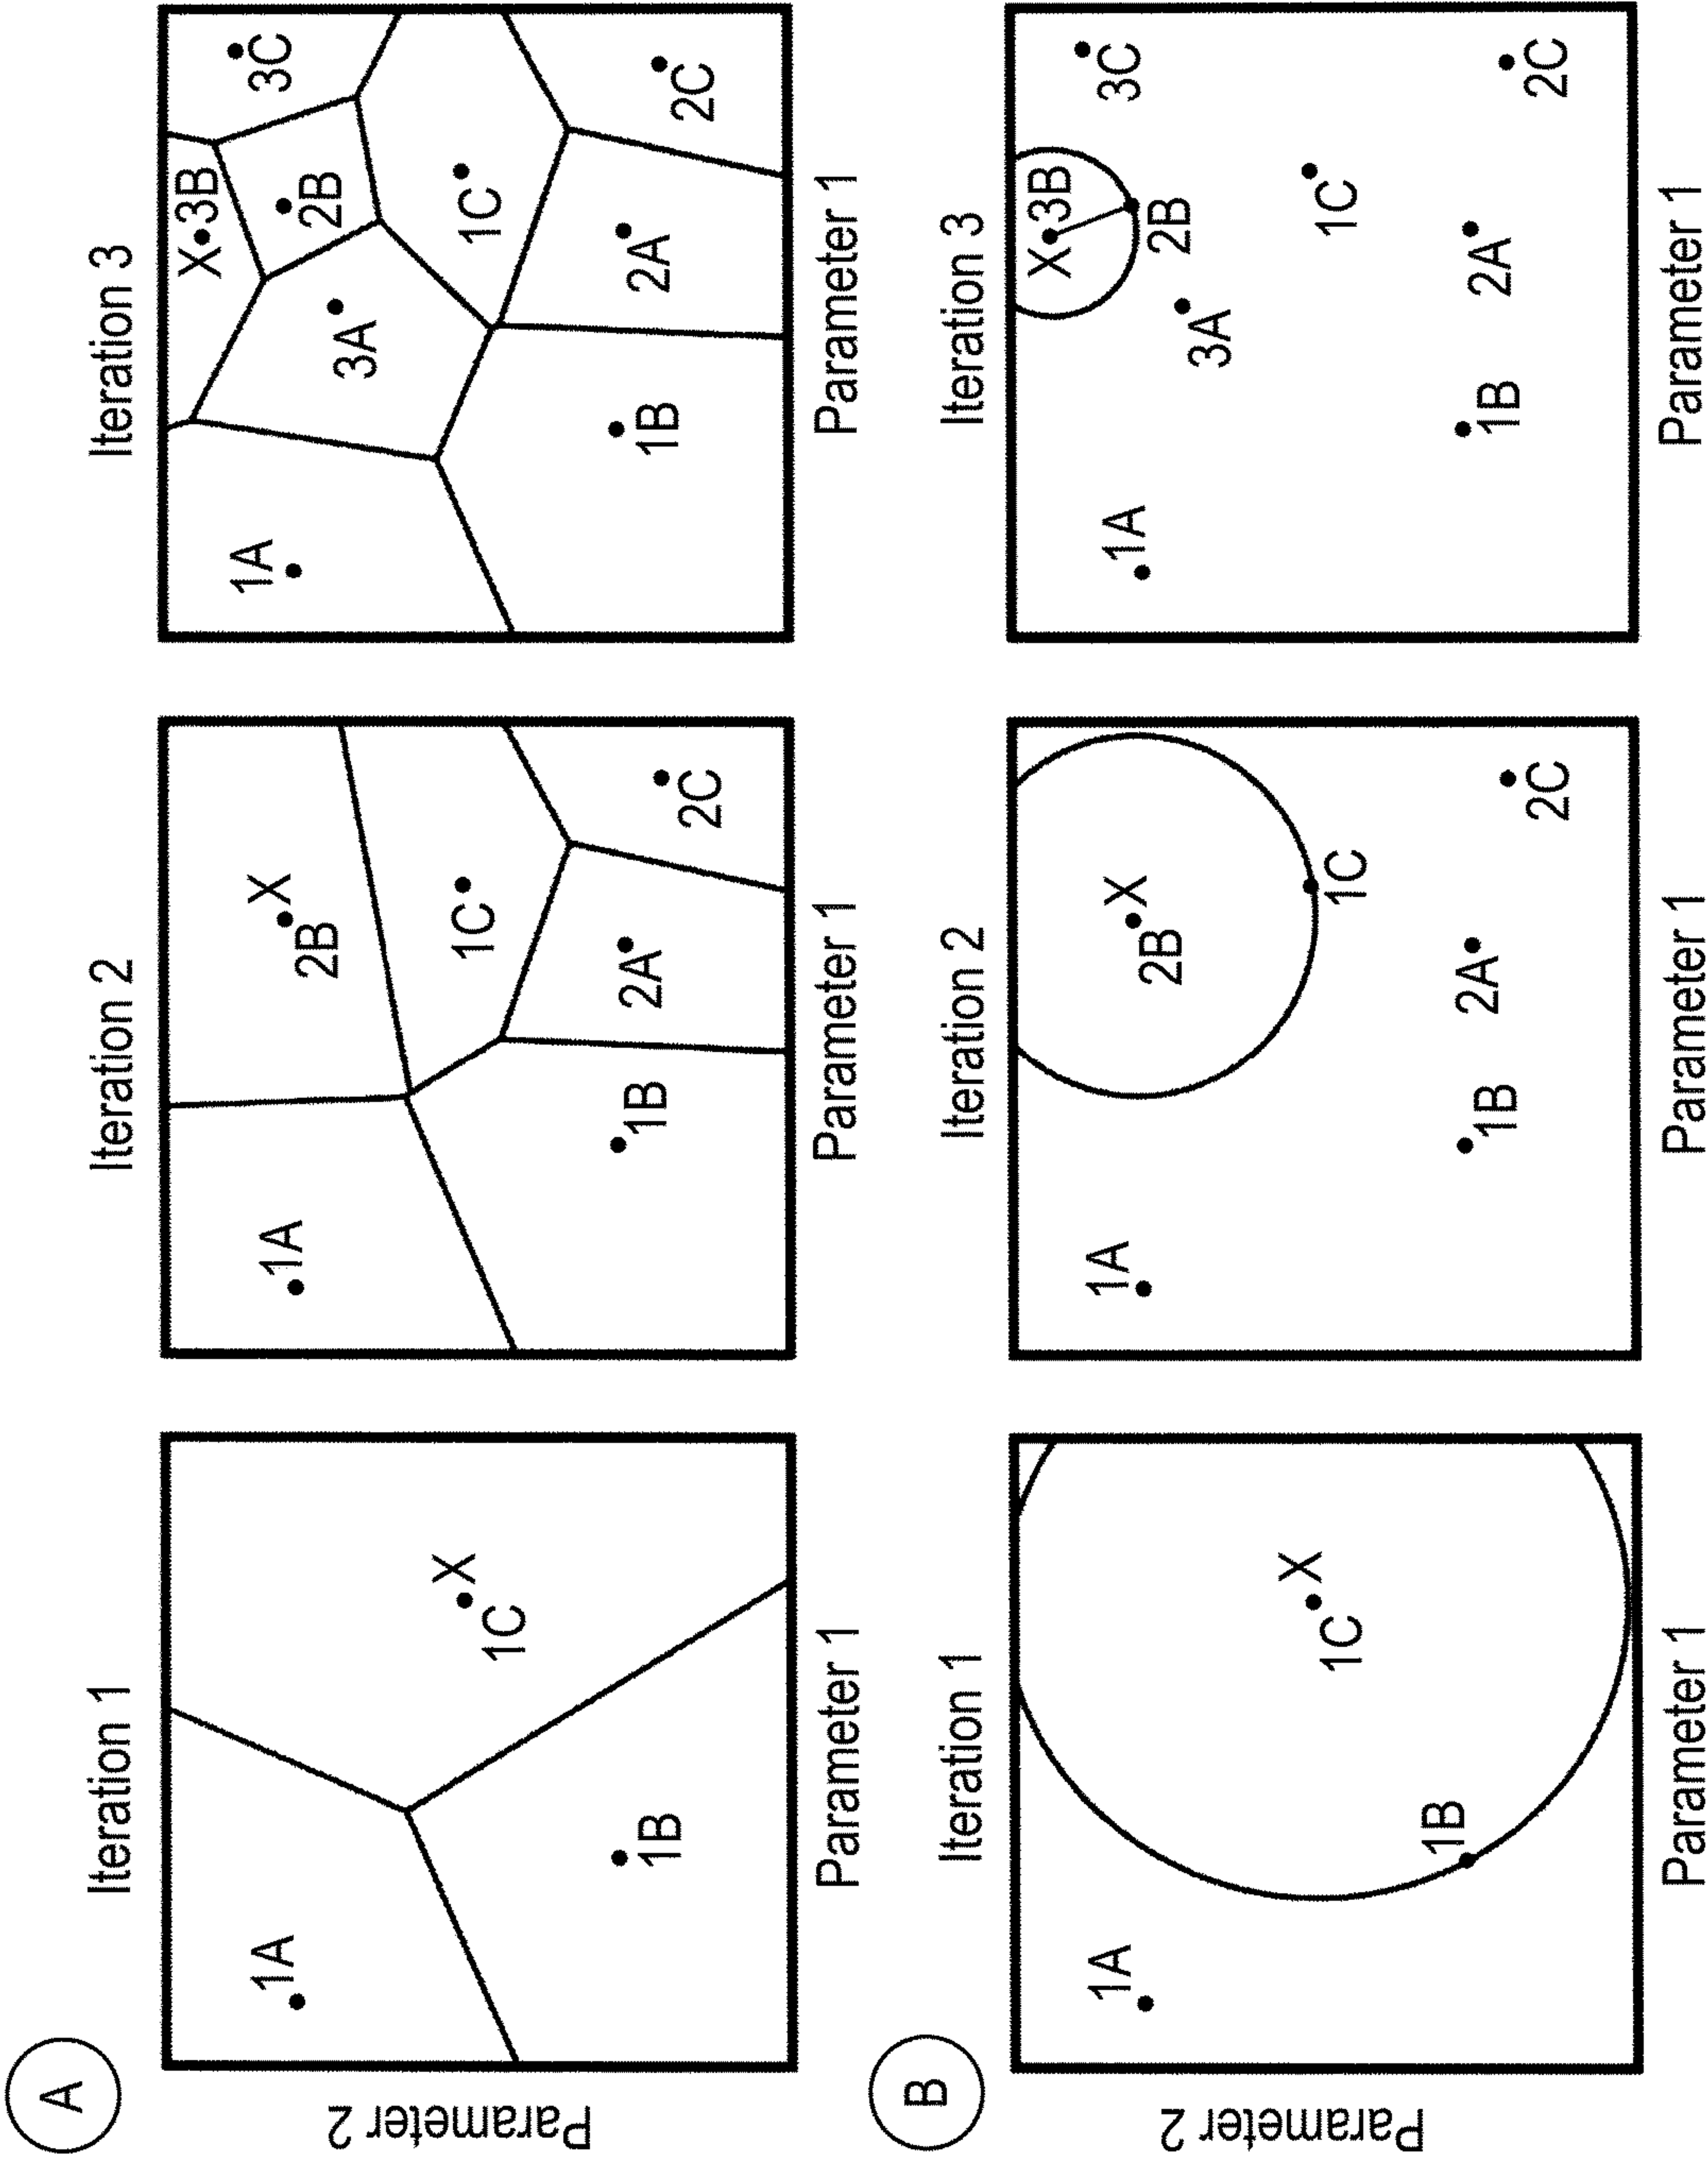 A
Iteration 1
Iteration 2
Iteration 3
Parameter 2
1A
1C
X
1B
Parameter 1
1A
X
2B
1C
2A
1B
2C
Parameter 1
3C
X
3B
2B
1A
3A
1C
1B
2A
2C
Parameter 1
B
Iteration 1
Iteration 2
Iteration 3
Parameter 2
1A
1C
X
1B
Parameter 1
1A
X
2B
1C
2A
1B
2C
Parameter 1
3C
X
3B
2B
1A
3A
1C
1B
2A
2C
Parameter 1